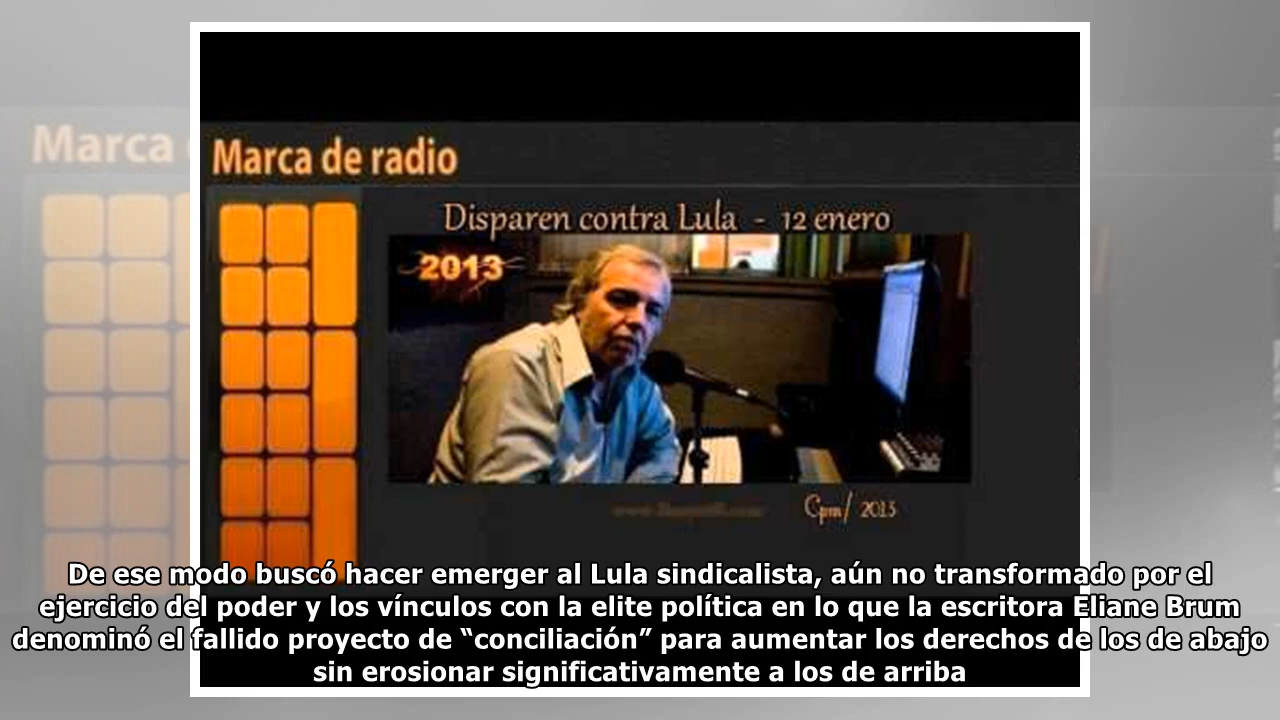 Marca de radio
Marca
Disparen contra Lula - 12 enero
2013
Cpm/ 2013
De ese modo buscó hacer emerger al Lula sindicalista, aún no transformado por el
ejercicio del poder y los vínculos con la elite política en lo que la escritora Eliane Brum
denominó el fallido proyecto de “conciliación” para aumentar los derechos de los de abajo
sin erosionar significativamente a los de arriba